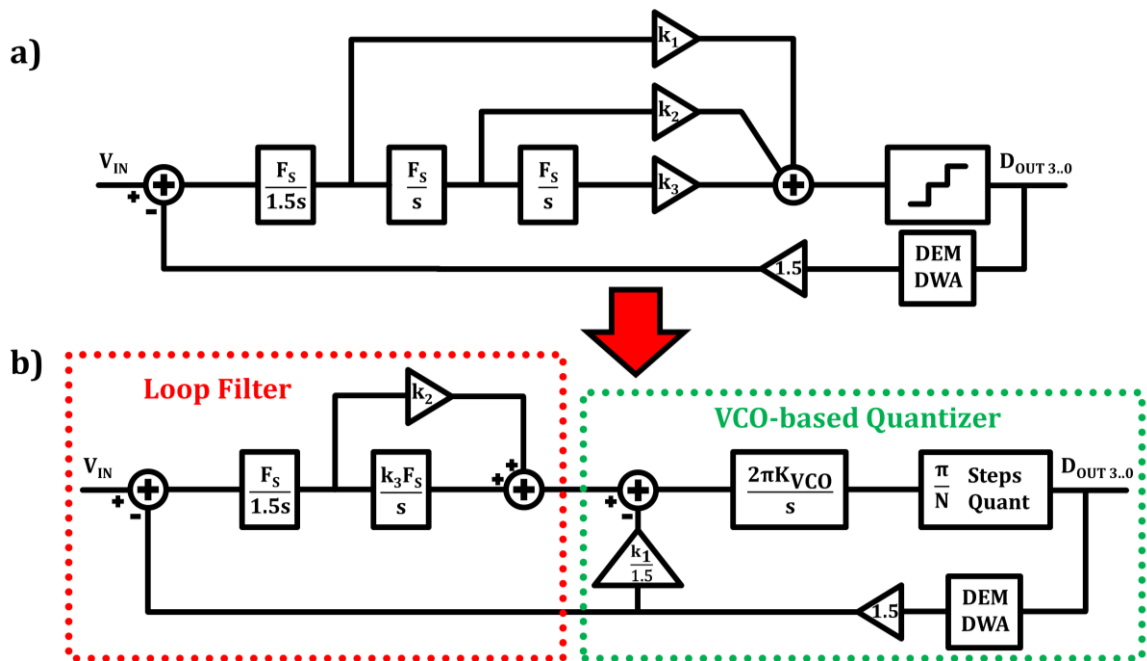 a)
k1
k2
VIN
FS
1.5s
FS
s
FS
s
k3
DOUT 3..0
+
-
1.5
DEM
DWA
b)
Loop Filter
k2
VCO-based Quantizer
VIN
FS
1.5s
k3FS
s
2πKVCO
s
π
N
Steps
Quant
DOUT 3..0
+
-
+
+
+
-
k1
1.5
1.5
DEM
DWA